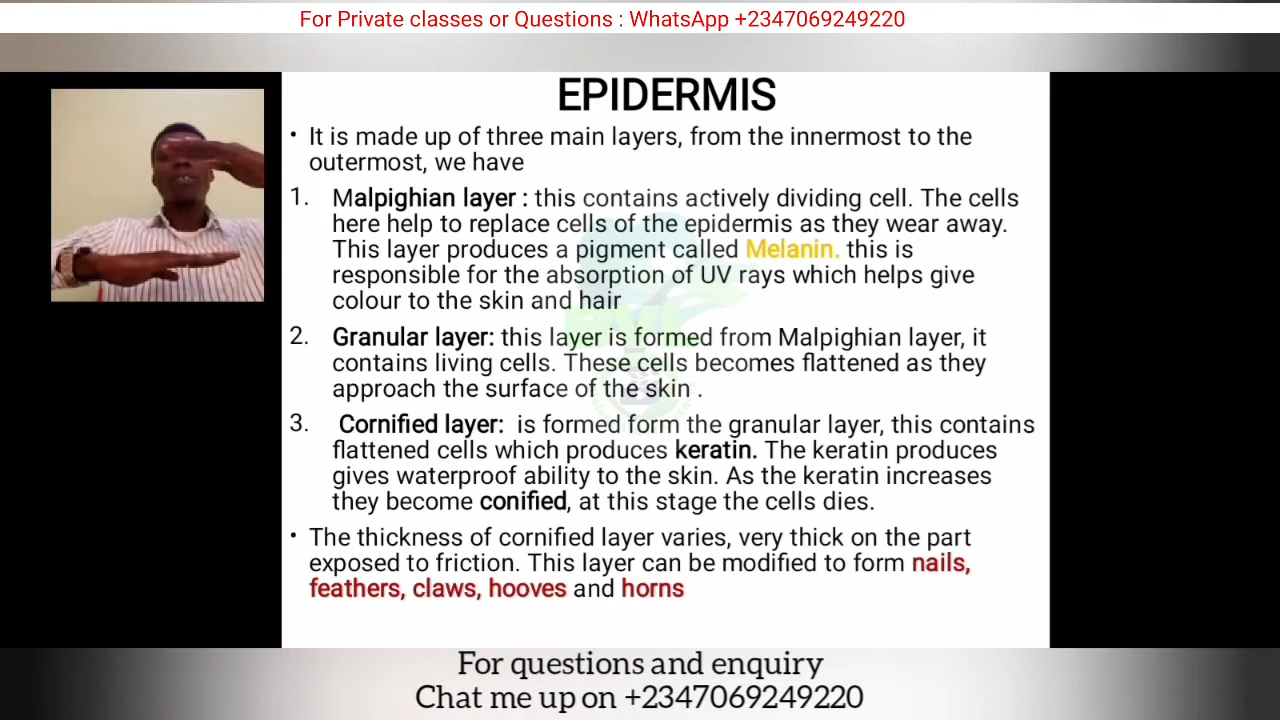 For Private classes or Questions : WhatsApp +2347069249220
EPIDERMIS
• It is made up of three main layers, from the innermost to the
outermost, we have
1. Malpighian layer : this contains actively dividing cell. The cells
here help to replace cells of the epidermis as they wear away.
This layer produces a pigment called Melanin. this is
responsible for the absorption of UV rays which helps give
colour to the skin and hair
2. Granular layer: this layer is formed from Malpighian layer, it
contains living cells. These cells becomes flattened as they
approach the surface of the skin .
3. Cornified layer: is formed form the granular layer, this contains
flattened cells which produces keratin. The keratin produces
gives waterproof ability to the skin. As the keratin increases
they become conified, at this stage the cells dies.
• The thickness of cornified layer varies, very thick on the part
exposed to friction. This layer can be modified to form nails,
feathers, claws, hooves and horns
For questions and enquiry
Chat me up on +2347069249220